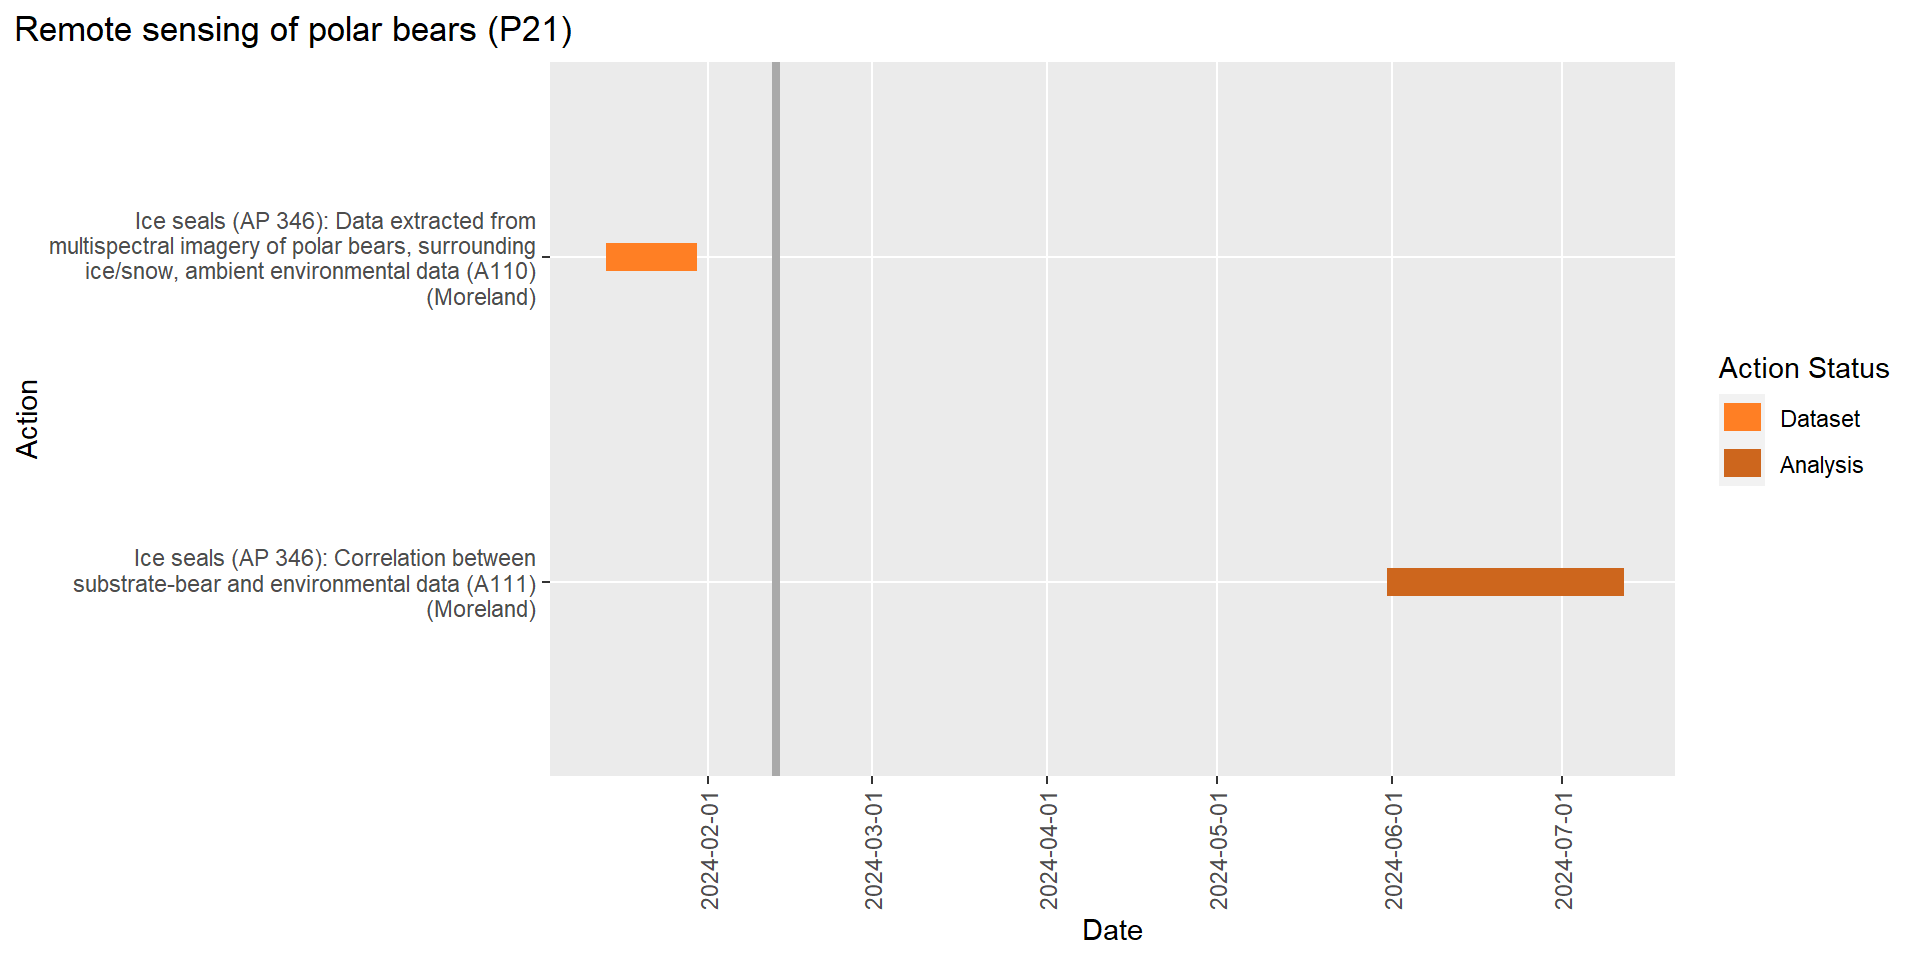 Remote sensing of polar bears (P21)
Action
Ice seals (AP 346): Data extracted from
multispectral imagery of polar bears, surrounding
ice/snow, ambient environmental data (A110)
(Moreland)
Ice seals (AP 346): Correlation between
substrate-bear and environmental data (A111)
(Moreland)
2024-02-01
2024-03-01
2024-04-01
2024-05-01
2024-06-01
2024-07-01
Date
Action Status
Dataset
Analysis